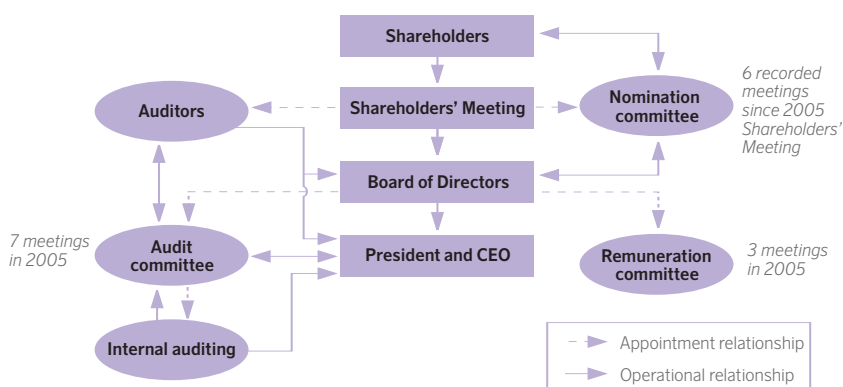 Shareholders
6 recorded
meetings
since 2005
Shareholders’
Meeting
Auditors
Shareholders’ Meeting
Nomination
committee
Board of Directors
7 meetings
in 2005
Audit
committee
President and CEO
Remuneration
committee
3 meetings
in 2005
Internal auditing
Appointment relationship
Operational relationship